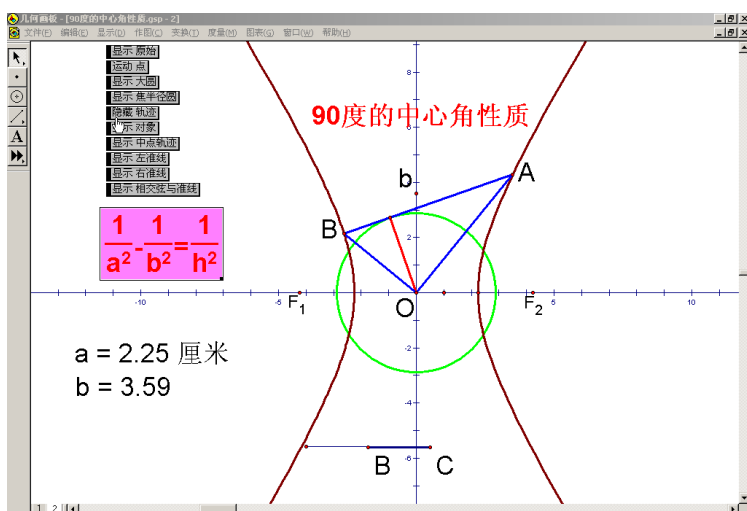 几何画板 - [90度的中心角性质.gsp - 2]
文件(F) 编辑(E) 显示(D) 作图(C) 变换(T) 度量(M) 图表(G) 窗口(W) 帮助(H)
显示 原始
运动 点
显示 大圆
显示 焦半径圆
隐藏 轨迹
显示 对象
显示 中点轨迹
显示 左准线
显示 右准线
显示 相交弦与准线
90度的中心角性质
1/a² - 1/b² = 1/h²
8
6
b
A
B
2
-10
-5
F₁
O
F₂
5
10
-2
a = 2.25 厘米
b = 3.59
-4
-6
B
C
1
2